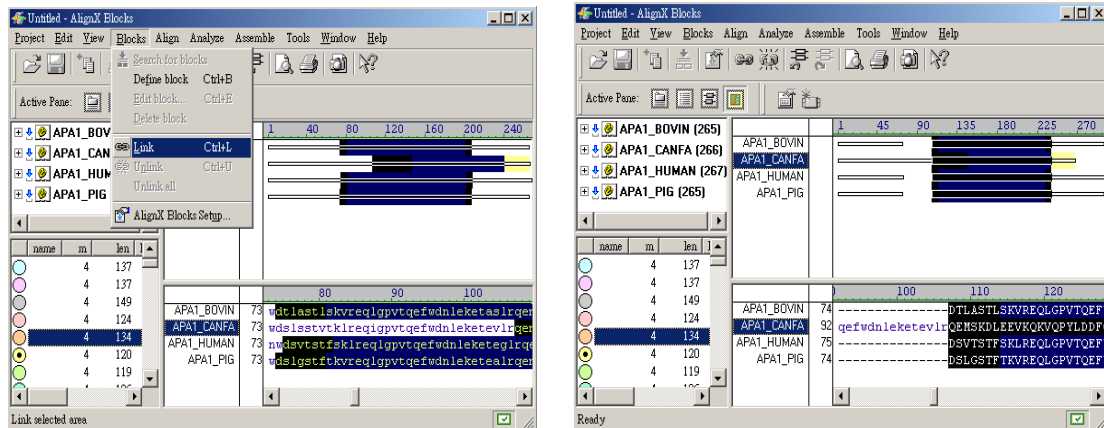 Untitled - AlignX Blocks
Project Edit View Blocks Align Analyze Assemble Tools Window Help
Search for blocks
Define block Ctrl+B
Edit block... Ctrl+E
Delete block
Link Ctrl+L
Unlink Ctrl+U
Unlink all
AlignX Blocks Setup...
Active Pane:
APA1_BOV
APA1_CAN
APA1_HUM
APA1_PIG
1 40 80 120 160 200 240
name m len
4 137
4 137
4 149
4 124
4 134
4 120
4 119
80 90 100
APA1_BOVIN 73 wdtlastlskvreqlgpvtqefwdnleketaslrqer
APA1_CANFA 73 wdslsstvtklreqigpvtqefwdnleketevlrqer
APA1_HUMAN 73 nwdsvtstfsklreqlgpvtqefwdnleketeglrqe
APA1_PIG 73 wdslgstftkvreqlgpvtqefwdnleketealrqer
Link selected area
Untitled - AlignX Blocks
Project Edit View Blocks Align Analyze Assemble Tools Window Help
Active Pane:
APA1_BOVIN (265)
APA1_CANFA (266)
APA1_HUMAN (267)
APA1_PIG (265)
1 45 90 135 180 225 270
APA1_BOVIN
APA1_CANFA
APA1_HUMAN
APA1_PIG
name m len
4 137
4 137
4 149
4 124
4 134
4 120
4 119
100 110 120
APA1_BOVIN 74 ---------------DTLASTLSKVREQLGPVTQEF
APA1_CANFA 92 qefwdnleketevlrQEMSKDLEEVKQKVQPYLDDF
APA1_HUMAN 75 ---------------DSVTSTFSKLREQLGPVTQEF
APA1_PIG 74 ---------------DSLGSTFTKVREQLGPVTQEF
Ready